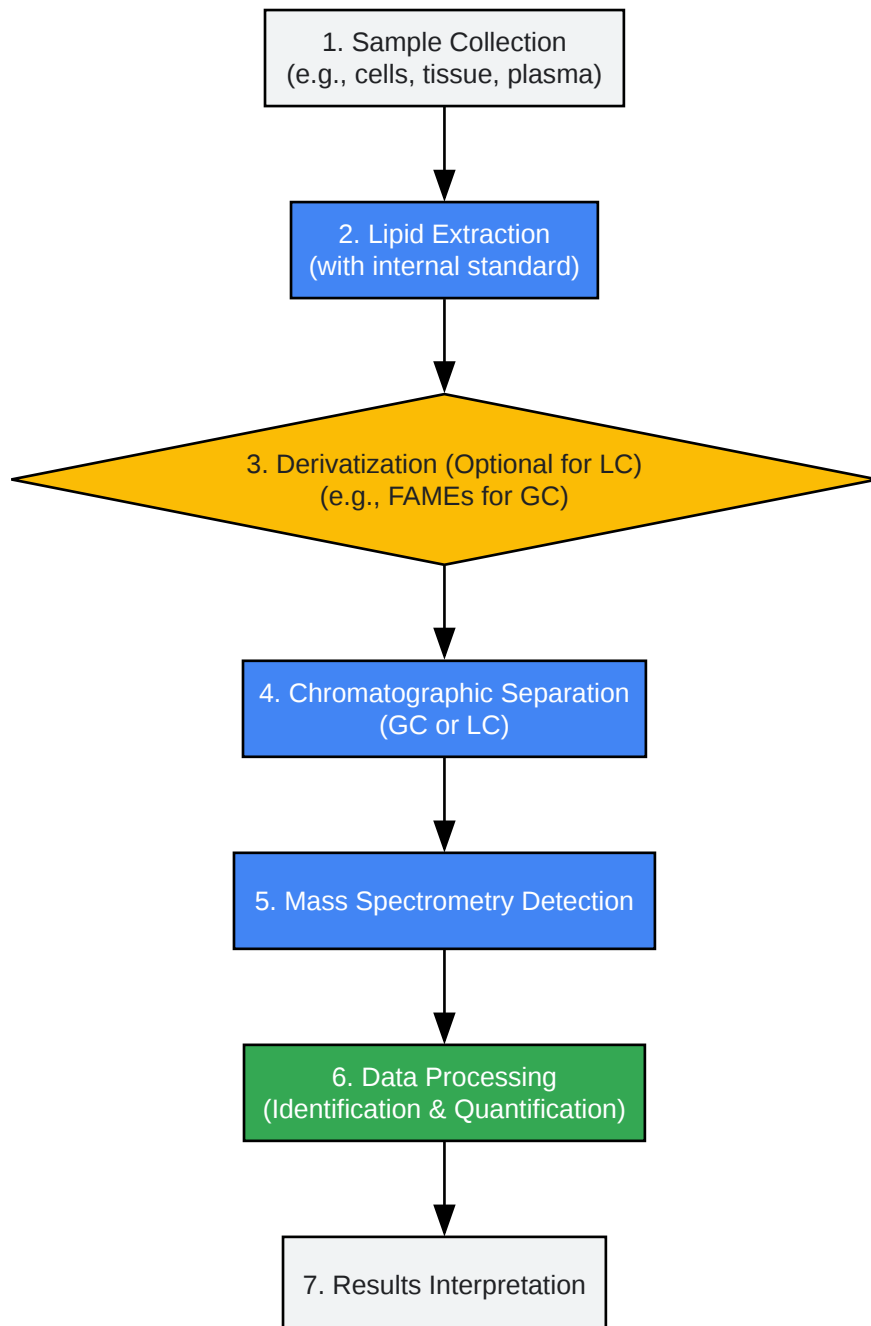 1. Sample Collection
(e.g., cells, tissue, plasma)
2. Lipid Extraction
(with internal standard)
3. Derivatization (Optional for LC)
(e.g., FAMEs for GC)
4. Chromatographic Separation
(GC or LC)
5. Mass Spectrometry Detection
6. Data Processing
(Identification & Quantification)
7. Results Interpretation